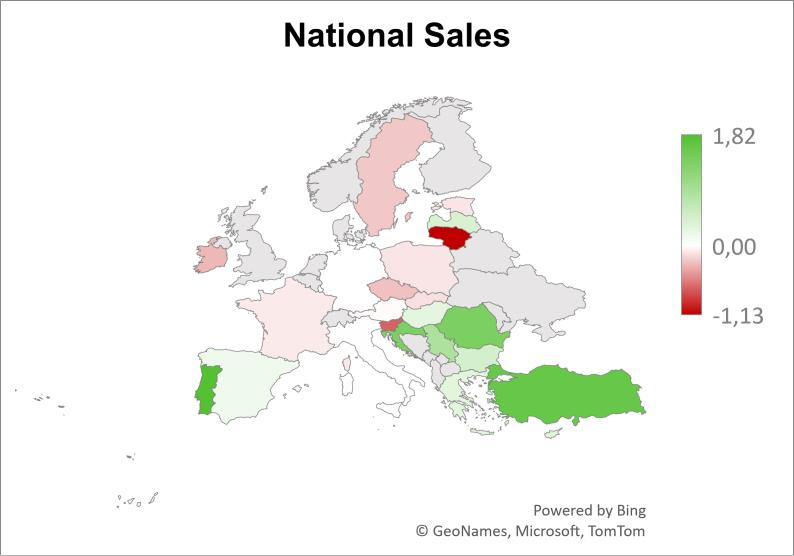 National Sales
1,82
0,00
-1,13
Powered by Bing
© GeoNames, Microsoft, TomTom